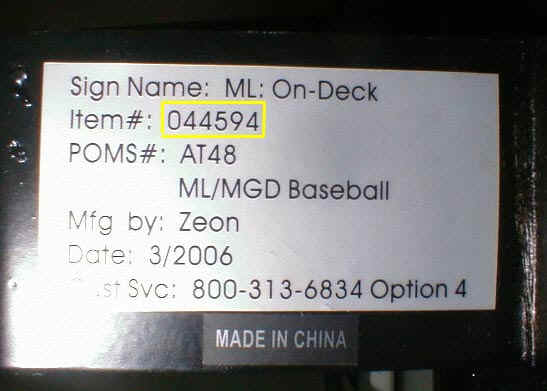 Sign Name: ML: On-Deck
Item#: 044594
POMS#: AT48
ML/MGD Baseball
Mfg by: Zeon
Date: 3/2006
Cust Svc: 800-313-6834 Option 4
MADE IN CHINA